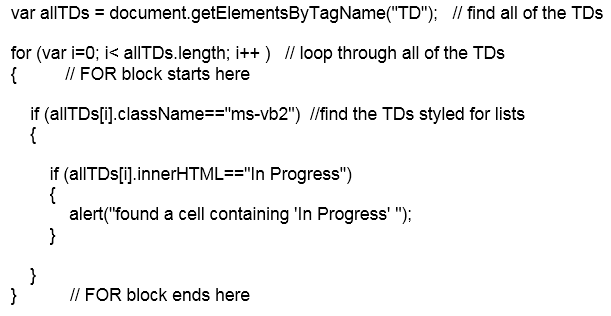 var allTDs = document.getElementsByTagName("TD");   // find all of the TDs
for (var i=0; i< allTDs.length; i++ )   // loop through all of the TDs
{          // FOR block starts here
if (allTDs[i].className=="ms-vb2")  //find the TDs styled for lists
{
if (allTDs[i].innerHTML=="In Progress")
{
alert("found a cell containing 'In Progress' ");
}
}
}          // FOR block ends here